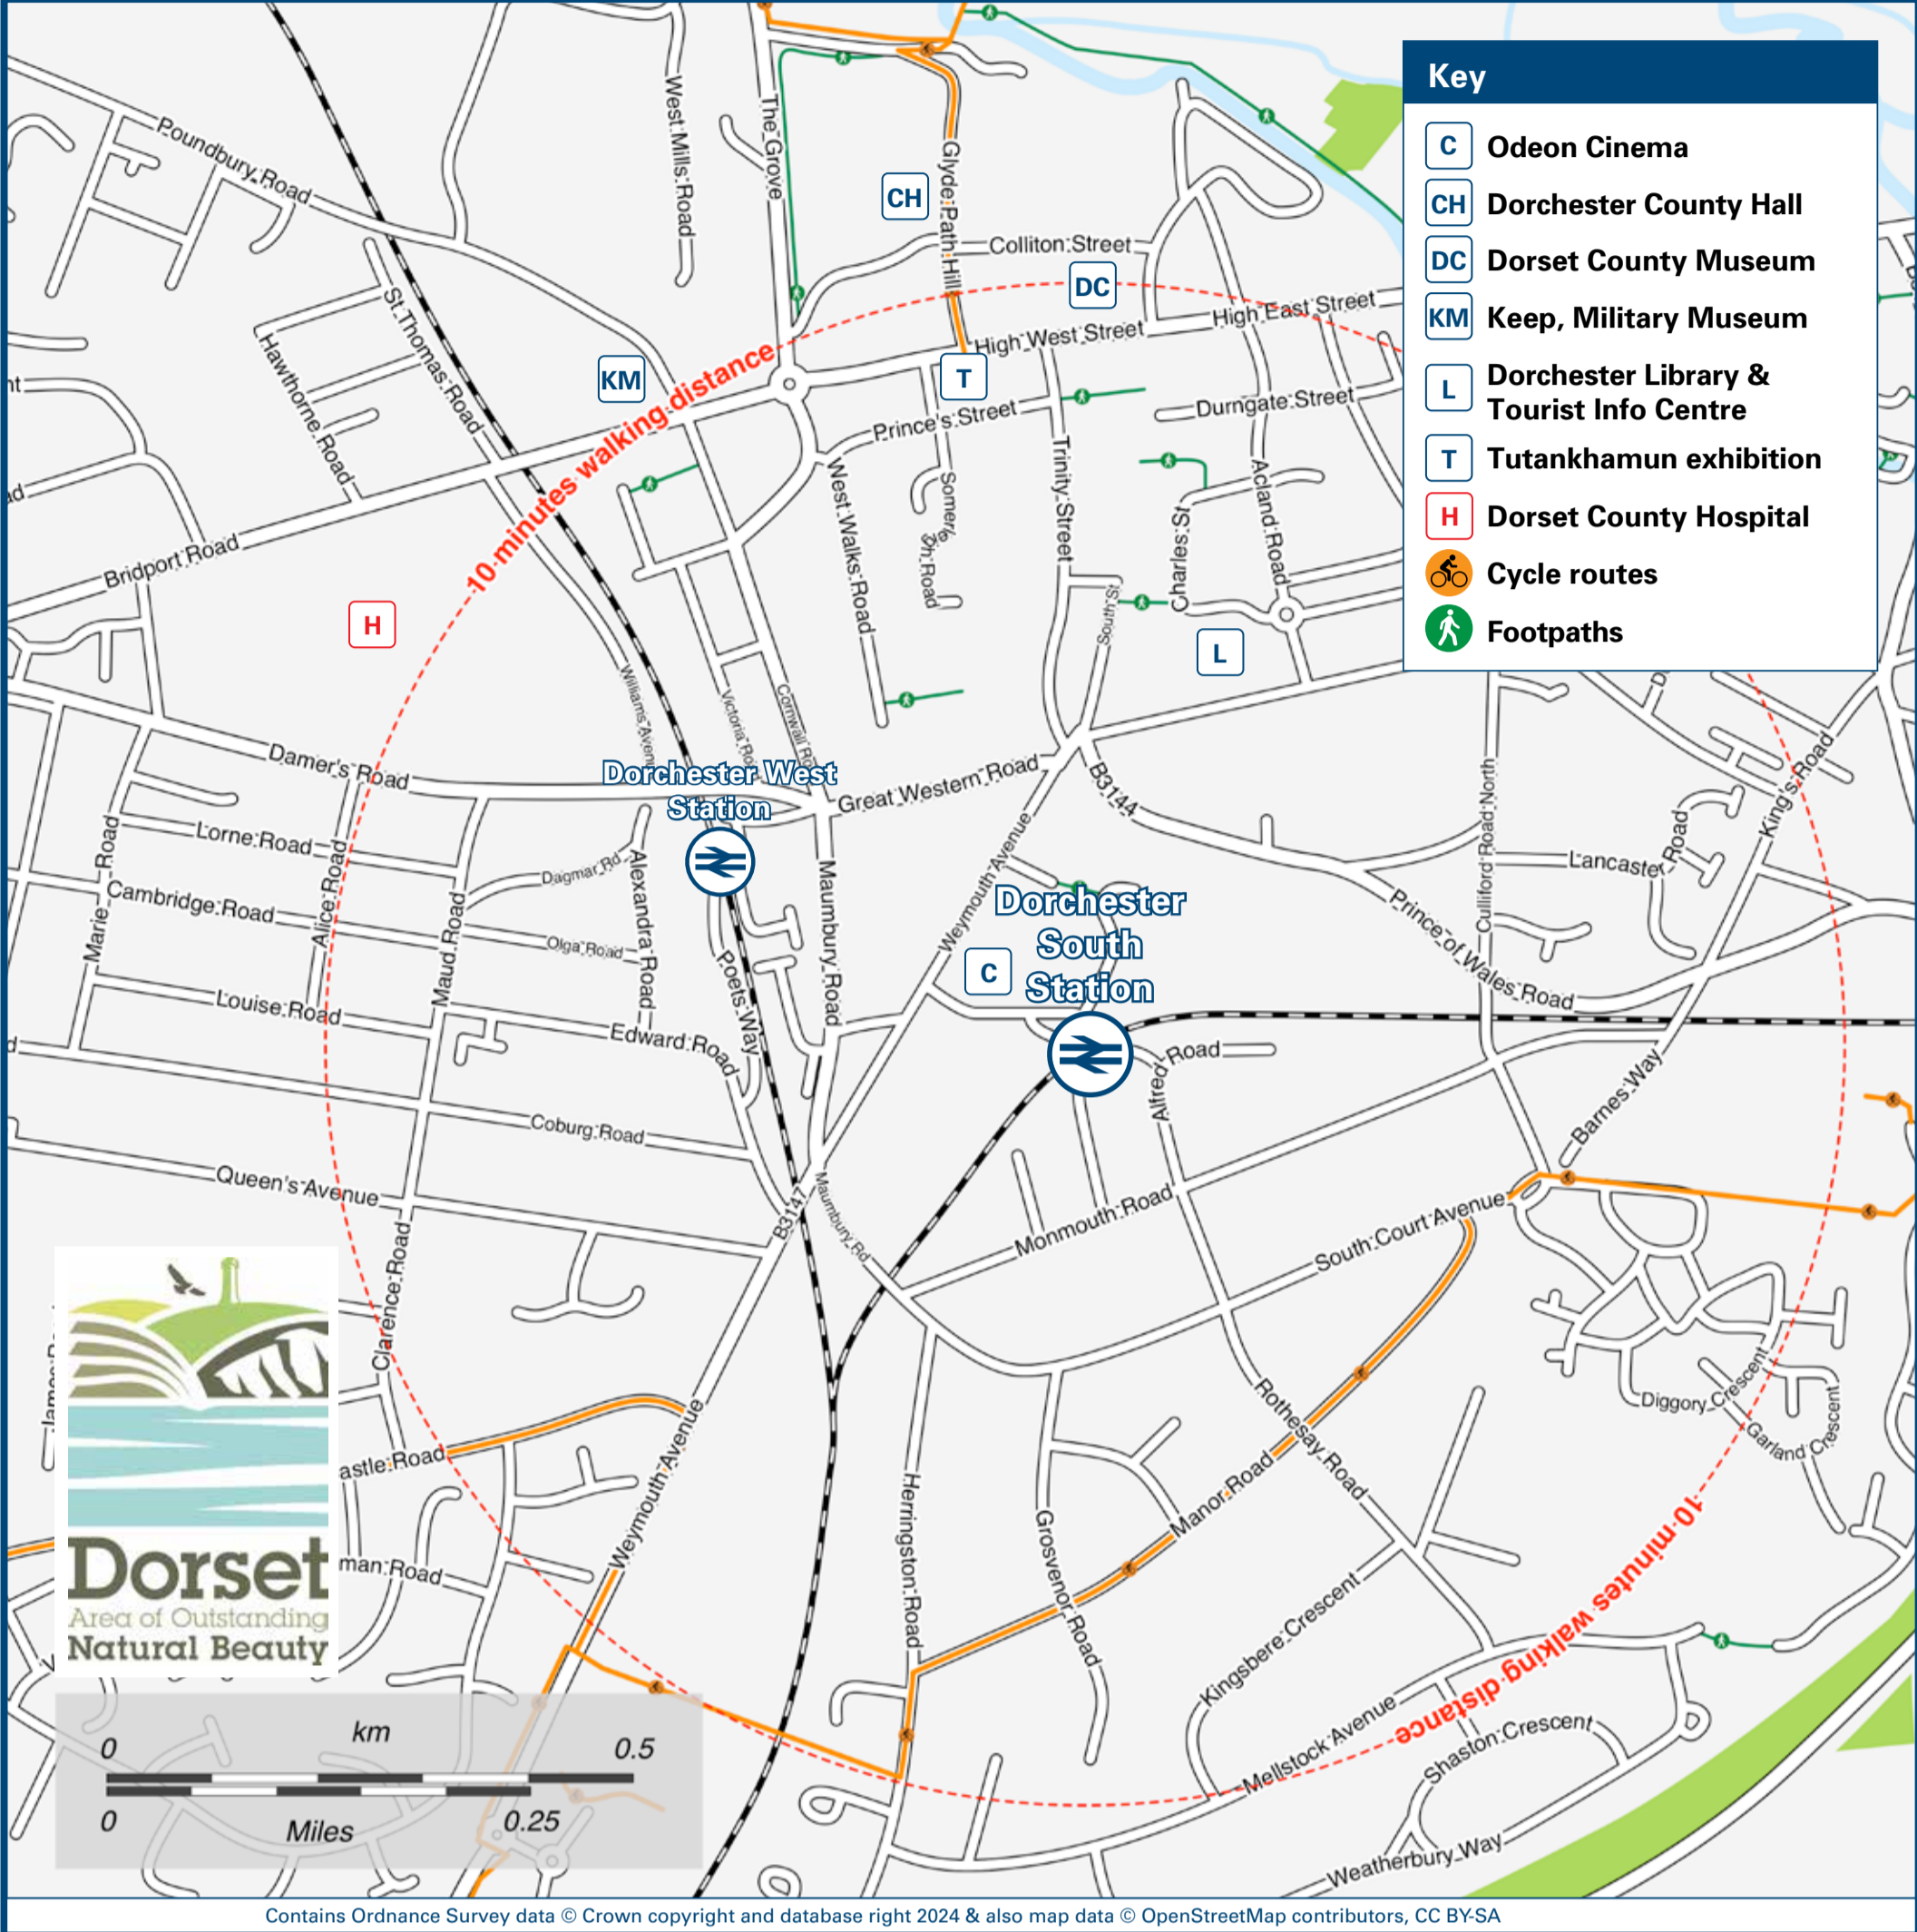 Key
C Odeon Cinema
CH Dorchester County Hall
DC Dorset County Museum
KM Keep, Military Museum
L Dorchester Library &
Tourist Info Centre
T Tutankhamun exhibition
H Dorset County Hospital
Cycle routes
Footpaths
Poundbury Road
West Mills Road
The Grove
Glyde Path Hill
CH
Colliton Street
DC
High East Street
High West Street
St Thomas Road
Hawthorne Road
KM
T
10 minutes walking distance
Prince's Street
Durngate Street
Trinity Street
West Walks Road
Charles St
Acland Road
Bridport Road
H
South St
L
Williams Avenu
Victoria Road
Cornwall Ro
Damer's Road
Dorchester West
Station
Great Western Road
B3144
Culliford Road North
King's Road
Lorne Road
Marie Road
Alice Road
Dagmar Rd
Alexandra Road
Maumbury Road
Weymouth Avenue
Lancaster Road
Cambridge Road
Maud Road
Olga Road
Poets Way
Dorchester
South
Station
C
Prince of Wales Road
Louise Road
Edward Road
Alfred Road
Barnes Way
Coburg Road
Queen's Avenue
B3147
Maumbury Rd
Monmouth Road
South Court Avenue
Clarence Road
Diggory Crescent
Garland Crescent
Rothesay Road
astle Road
Weymouth Avenue
Herringston Road
Grosvenor Road
Manor Road
man Road
Kingsbere Crescent
10 minutes walking distance
Mellstock Avenue
Shaston Crescent
Weatherbury Way
Dorset
Area of Outstanding
Natural Beauty
km
0 0.5
0 0.25
Miles
Contains Ordnance Survey data © Crown copyright and database right 2024 & also map data © OpenStreetMap contributors, CC BY-SA